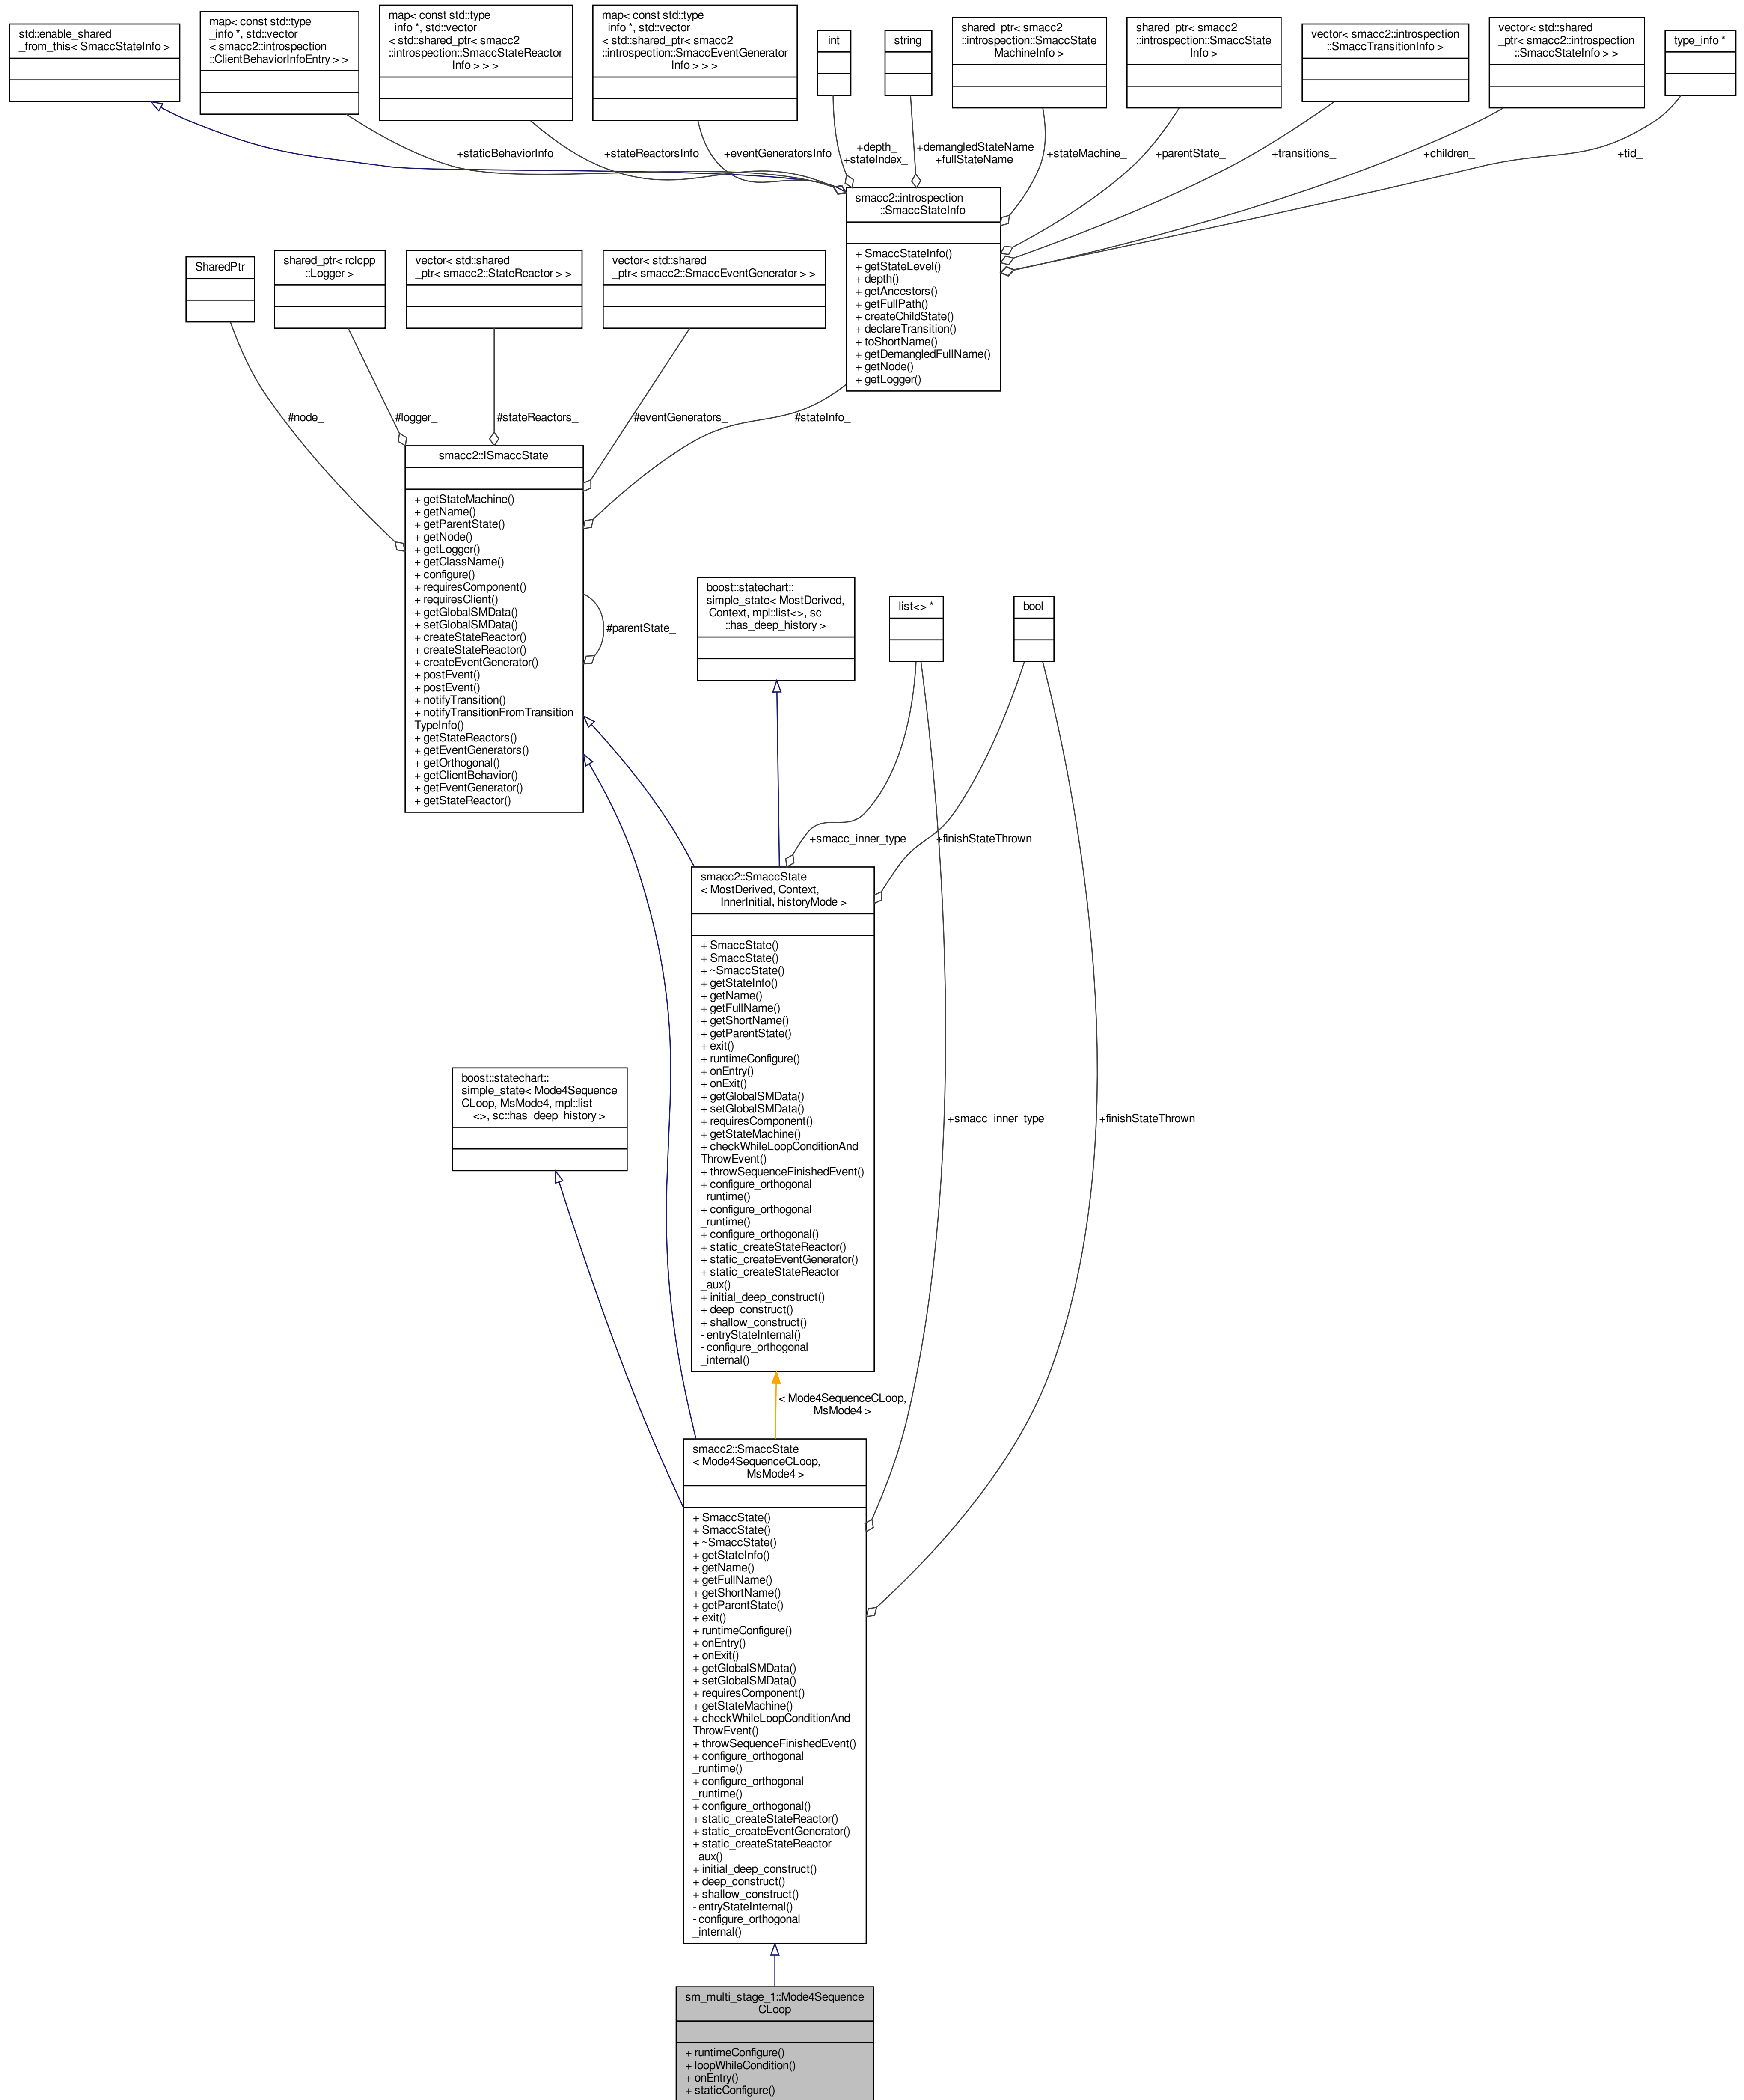 std::enable_shared
_from_this< SmaccStateInfo >
map< const std::type
_info *, std::vector
< smacc2::introspection
::ClientBehaviorInfoEntry > >
map< const std::type
_info *, std::vector
< std::shared_ptr< smacc2
::introspection::SmaccStateReactor
Info > > >
map< const std::type
_info *, std::vector
< std::shared_ptr< smacc2
::introspection::SmaccEventGenerator
Info > > >
int
string
shared_ptr< smacc2
::introspection::SmaccState
MachineInfo >
shared_ptr< smacc2
::introspection::SmaccState
Info >
vector< smacc2::introspection
::SmaccTransitionInfo >
vector< std::shared
_ptr< smacc2::introspection
::SmaccStateInfo > >
type_info *
+staticBehaviorInfo
+stateReactorsInfo
+eventGeneratorsInfo
+depth_
+stateIndex_
+demangledStateName
+fullStateName
+stateMachine_
+parentState_
+transitions_
+children_
+tid_
smacc2::introspection
::SmaccStateInfo
+ SmaccStateInfo()
+ getStateLevel()
+ depth()
+ getAncestors()
+ getFullPath()
+ createChildState()
+ declareTransition()
+ toShortName()
+ getDemangledFullName()
+ getNode()
+ getLogger()
SharedPtr
shared_ptr< rclcpp
::Logger >
vector< std::shared
_ptr< smacc2::StateReactor > >
vector< std::shared
_ptr< smacc2::SmaccEventGenerator > >
#node_
#logger_
#stateReactors_
#eventGenerators_
#stateInfo_
smacc2::ISmaccState
+ getStateMachine()
+ getName()
+ getParentState()
+ getNode()
+ getLogger()
+ getClassName()
+ configure()
+ requiresComponent()
+ requiresClient()
+ getGlobalSMData()
+ setGlobalSMData()
+ createStateReactor()
+ createStateReactor()
+ createEventGenerator()
+ postEvent()
+ postEvent()
+ notifyTransition()
+ notifyTransitionFromTransition
TypeInfo()
+ getStateReactors()
+ getEventGenerators()
+ getOrthogonal()
+ getClientBehavior()
+ getEventGenerator()
+ getStateReactor()
#parentState_
boost::statechart::
simple_state< MostDerived,
Context, mpl::list<>, sc
::has_deep_history >
list<> *
bool
+smacc_inner_type
+finishStateThrown
smacc2::SmaccState
< MostDerived, Context,
InnerInitial, historyMode >
+ SmaccState()
+ SmaccState()
+ ~SmaccState()
+ getStateInfo()
+ getName()
+ getFullName()
+ getShortName()
+ getParentState()
+ exit()
+ runtimeConfigure()
+ onEntry()
+ onExit()
+ getGlobalSMData()
+ setGlobalSMData()
+ requiresComponent()
+ getStateMachine()
+ checkWhileLoopConditionAnd
ThrowEvent()
+ throwSequenceFinishedEvent()
+ configure_orthogonal
_runtime()
+ configure_orthogonal
_runtime()
+ configure_orthogonal()
+ static_createStateReactor()
+ static_createEventGenerator()
+ static_createStateReactor
_aux()
+ initial_deep_construct()
+ deep_construct()
+ shallow_construct()
- entryStateInternal()
- configure_orthogonal
_internal()
boost::statechart::
simple_state< Mode4Sequence
CLoop, MsMode4, mpl::list
<>, sc::has_deep_history >
+smacc_inner_type
+finishStateThrown
< Mode4SequenceCLoop,
MsMode4 >
smacc2::SmaccState
< Mode4SequenceCLoop,
MsMode4 >
+ SmaccState()
+ SmaccState()
+ ~SmaccState()
+ getStateInfo()
+ getName()
+ getFullName()
+ getShortName()
+ getParentState()
+ exit()
+ runtimeConfigure()
+ onEntry()
+ onExit()
+ getGlobalSMData()
+ setGlobalSMData()
+ requiresComponent()
+ getStateMachine()
+ checkWhileLoopConditionAnd
ThrowEvent()
+ throwSequenceFinishedEvent()
+ configure_orthogonal
_runtime()
+ configure_orthogonal
_runtime()
+ configure_orthogonal()
+ static_createStateReactor()
+ static_createEventGenerator()
+ static_createStateReactor
_aux()
+ initial_deep_construct()
+ deep_construct()
+ shallow_construct()
- entryStateInternal()
- configure_orthogonal
_internal()
sm_multi_stage_1::Mode4Sequence
CLoop
+ runtimeConfigure()
+ loopWhileCondition()
+ onEntry()
+ staticConfigure()